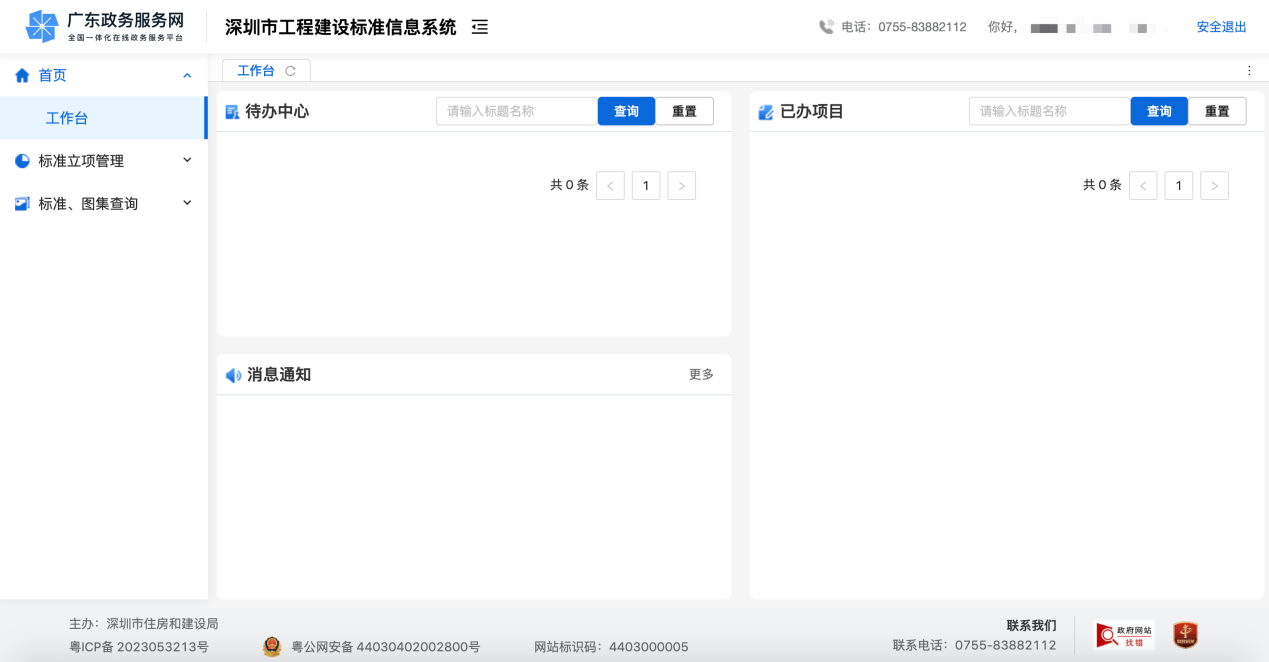 广东政务服务网
全国一体化在线政务服务平台
深圳市工程建设标准信息系统
电话：0755-83882112
你好，
安全退出
首页
工作台
标准立项管理
标准、图集查询
工作台
待办中心
请输入标题名称
查询
重置
共 0 条
1
已办项目
请输入标题名称
查询
重置
共 0 条
1
消息通知
更多
主办：深圳市住房和建设局
粤ICP备 2023053213号
粤公网安备 44030402002800号
网站标识码：4403000005
联系我们
联系电话：0755-83882112
政府网站
找错